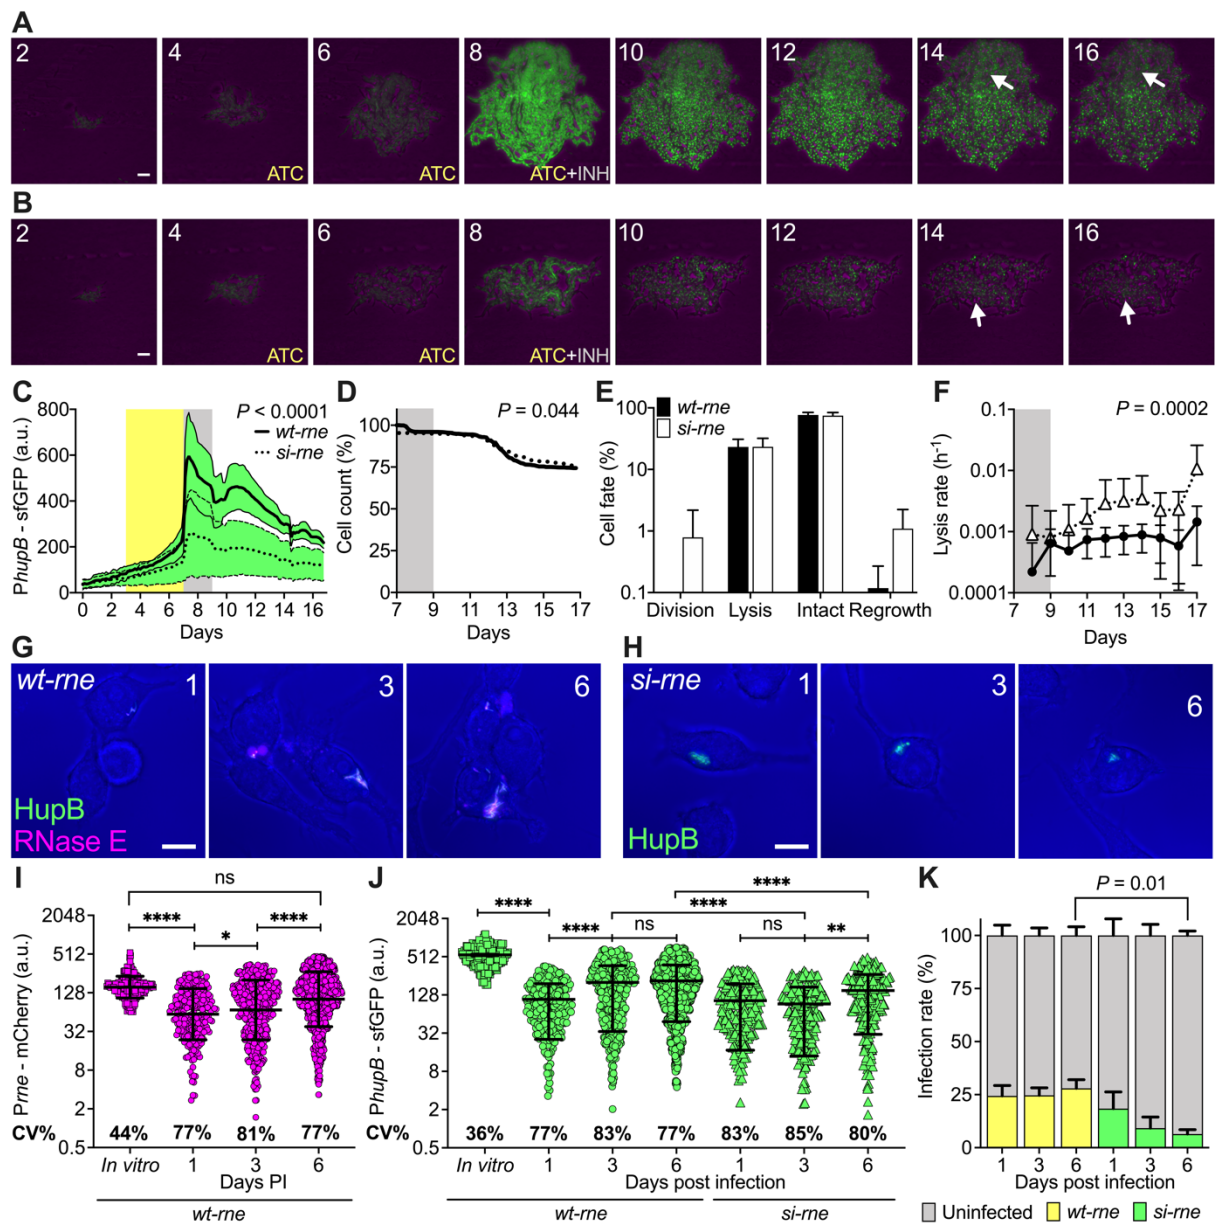 A
2 4 6 8 10 12 14 16
ATC ATC ATC+INH
B
2 4 6 8 10 12 14 16
ATC ATC ATC+INH
C
P < 0.0001
wt-rne
si-rne
PhupB - sfGFP (a.u.)
800
600
400
200
0
0 2 4 6 8 10 12 14 16
Days
D
P = 0.044
Cell count (%)
100
75
50
25
0
7 9 11 13 15 17
Days
E
wt-rne
si-rne
Cell fate (%)
100
10
1
0.1
Division Lysis Intact Regrowth
F
P = 0.0002
Lysis rate (h⁻¹)
0.1
0.01
0.001
0.0001
7 9 11 13 15 17
Days
G
wt-rne 1 3 6
HupB
RNase E
H
si-rne 1 3 6
HupB
I
ns
**** ****
*
Prne - mCherry (a.u.)
2048
512
128
32
8
2
0.5
CV% 44% 77% 81% 77%
In vitro 1 3 6
Days PI
wt-rne
J
****
**** ****
**** ns ns **
PhupB - sfGFP (a.u.)
2048
512
128
32
8
2
0.5
CV% 36% 77% 83% 77% 83% 85% 80%
In vitro 1 3 6 1 3 6
Days post infection
wt-rne si-rne
K
P = 0.01
Infection rate (%)
100
75
50
25
0
1 3 6 1 3 6
Days post infection
Uninfected wt-rne si-rne